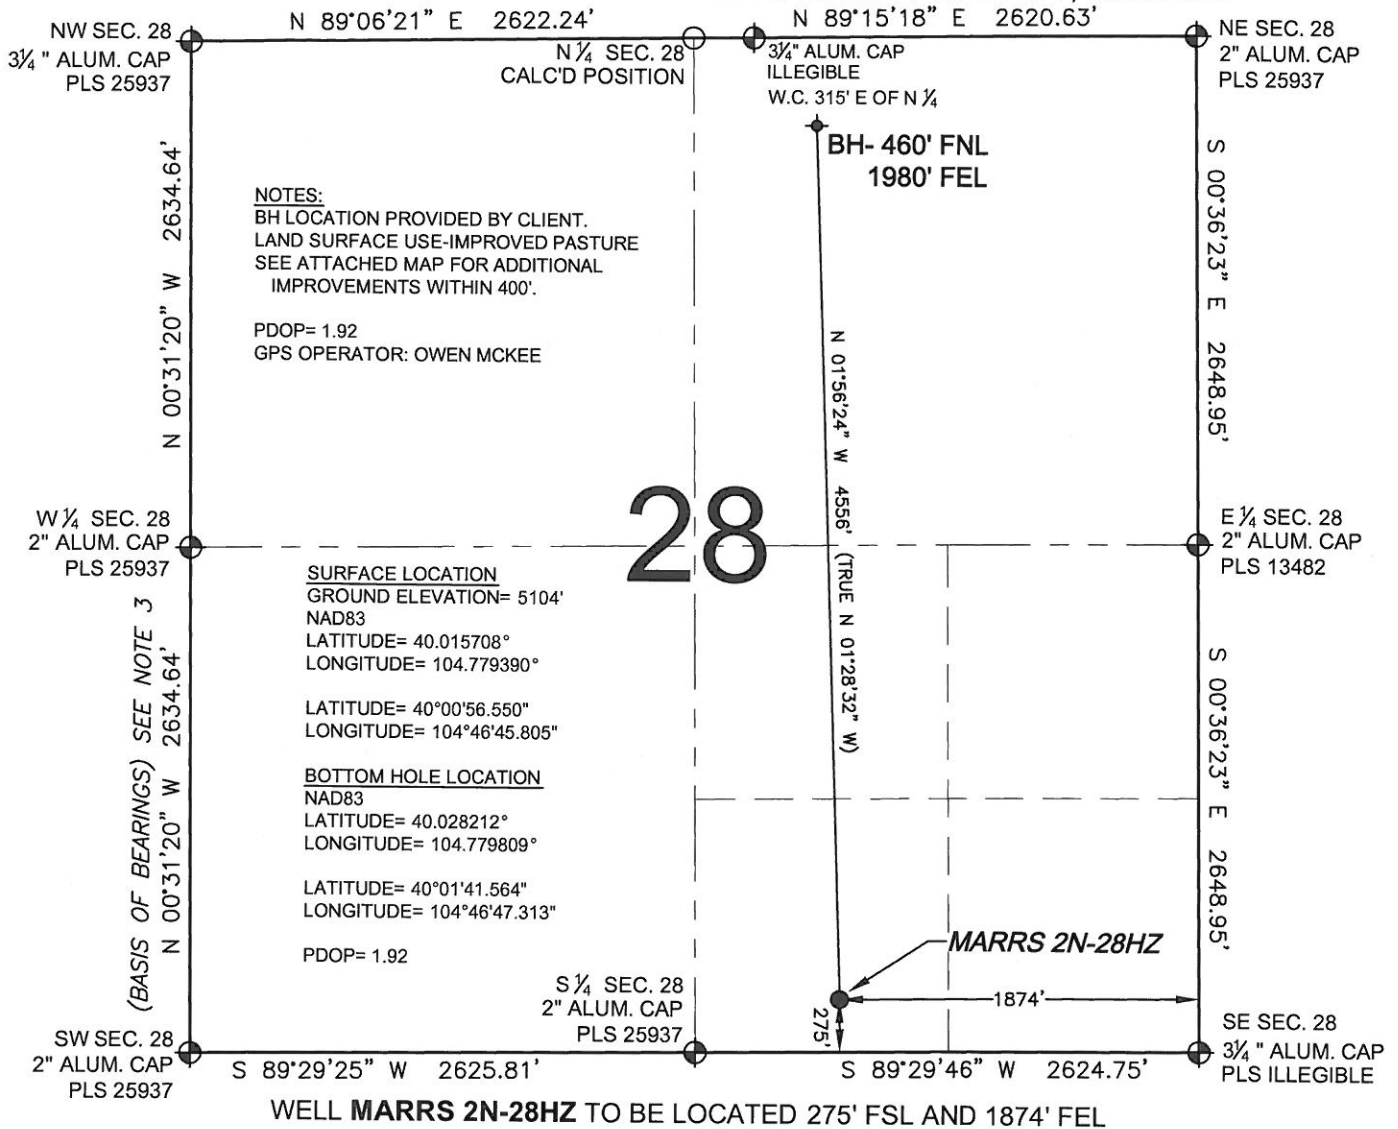 N 89°06'21" E 2622.24'
N 89°15'18" E 2620.63'
NW SEC. 28
3¼" ALUM. CAP
PLS 25937
N ¼ SEC. 28
CALC'D POSITION
3¼" ALUM. CAP
ILLEGIBLE
W.C. 315' E OF N ¼
NE SEC. 28
2" ALUM. CAP
PLS 25937
BH- 460' FNL
1980' FEL
N 00°31'20" W 2634.64'
NOTES:
BH LOCATION PROVIDED BY CLIENT.
LAND SURFACE USE-IMPROVED PASTURE
SEE ATTACHED MAP FOR ADDITIONAL
IMPROVEMENTS WITHIN 400'.
PDOP= 1.92
GPS OPERATOR: OWEN MCKEE
S 00°36'23" E 2648.95'
N 01°56'24" W 4556' (TRUE N 01°28'32" W)
28
W ¼ SEC. 28
2" ALUM. CAP
PLS 25937
E ¼ SEC. 28
2" ALUM. CAP
PLS 13482
SURFACE LOCATION
GROUND ELEVATION= 5104'
NAD83
LATITUDE= 40.015708°
LONGITUDE= 104.779390°
LATITUDE= 40°00'56.550"
LONGITUDE= 104°46'45.805"
BOTTOM HOLE LOCATION
NAD83
LATITUDE= 40.028212°
LONGITUDE= 104.779809°
LATITUDE= 40°01'41.564"
LONGITUDE= 104°46'47.313"
PDOP= 1.92
(BASIS OF BEARINGS) SEE NOTE 3
N 00°31'20" W 2634.64'
S 00°36'23" E 2648.95'
MARRS 2N-28HZ
1874'
275'
S ¼ SEC. 28
2" ALUM. CAP
PLS 25937
SW SEC. 28
2" ALUM. CAP
PLS 25937
SE SEC. 28
3¼" ALUM. CAP
PLS ILLEGIBLE
S 89°29'25" W 2625.81'
S 89°29'46" W 2624.75'
WELL MARRS 2N-28HZ TO BE LOCATED 275' FSL AND 1874' FEL